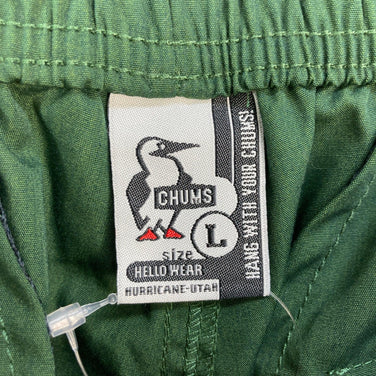 CHUMS
size L
HELLO WEAR
HURRICANE-UTAH
HANG WITH YOUR CHUMS!